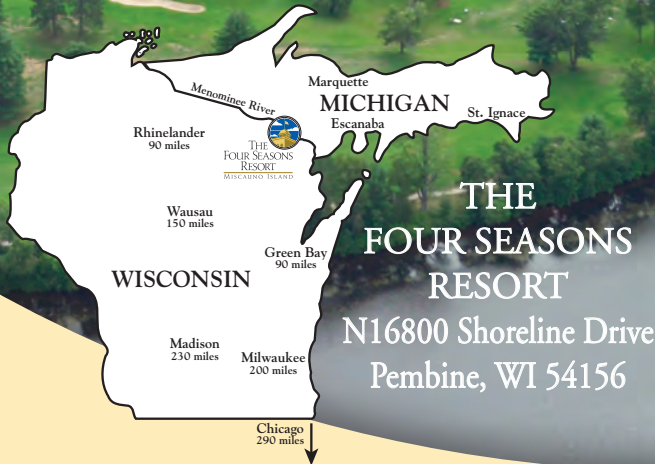 Marquette
MICHIGAN
Menominee River
Escanaba
St. Ignace
Rhinelander
90 miles
THE
FOUR SEASONS
RESORT
MISCAUNO ISLAND
Wausau
150 miles
Green Bay
90 miles
WISCONSIN
Madison
230 miles
Milwaukee
200 miles
Chicago
290 miles
THE
FOUR SEASONS
RESORT
N16800 Shoreline Drive
Pembine, WI 54156